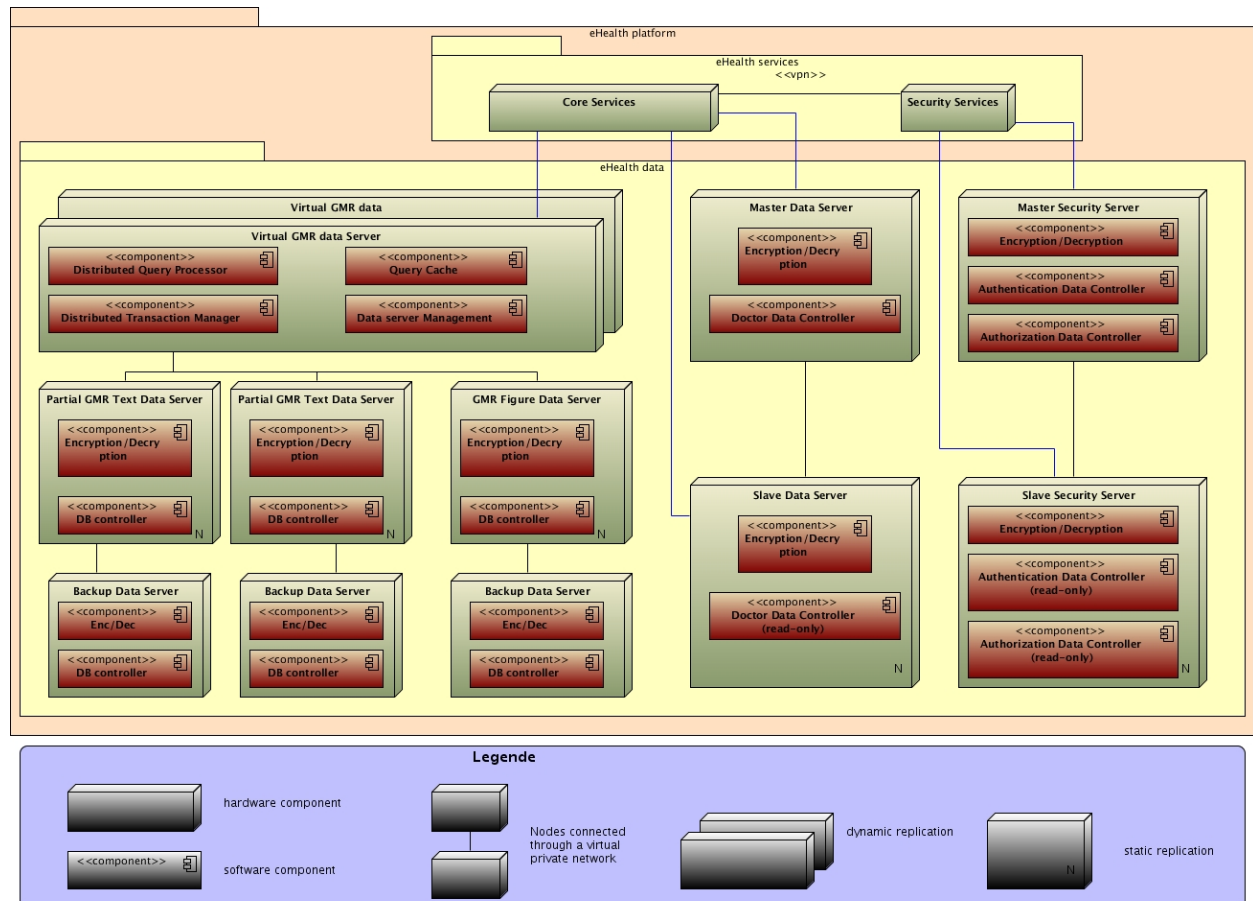 eHealth platform
eHealth services
<<vpn>>
Core Services
Security Services
eHealth data
Virtual GMR data
Virtual GMR data Server
<<component>>
Distributed Query Processor
<<component>>
Query Cache
<<component>>
Distributed Transaction Manager
<<component>>
Data server Management
Master Data Server
<<component>>
Encryption/Decry
ption
<<component>>
Doctor Data Controller
Master Security Server
<<component>>
Encryption/Decryption
<<component>>
Authentication Data Controller
<<component>>
Authorization Data Controller
Partial GMR Text Data Server
<<component>>
Encryption/Decry
ption
<<component>>
DB controller
N
Partial GMR Text Data Server
<<component>>
Encryption/Decry
ption
<<component>>
DB controller
N
GMR Figure Data Server
<<component>>
Encryption/Decry
ption
<<component>>
DB controller
N
Slave Data Server
<<component>>
Encryption/Decry
ption
<<component>>
Doctor Data Controller
(read-only)
N
Slave Security Server
<<component>>
Encryption/Decryption
<<component>>
Authentication Data Controller
(read-only)
<<component>>
Authorization Data Controller
(read-only)
N
Backup Data Server
<<component>>
Enc/Dec
<<component>>
DB controller
Backup Data Server
<<component>>
Enc/Dec
<<component>>
DB controller
Backup Data Server
<<component>>
Enc/Dec
<<component>>
DB controller
Legende
hardware component
<<component>>
software component
Nodes connected
through a virtual
private network
dynamic replication
N
static replication